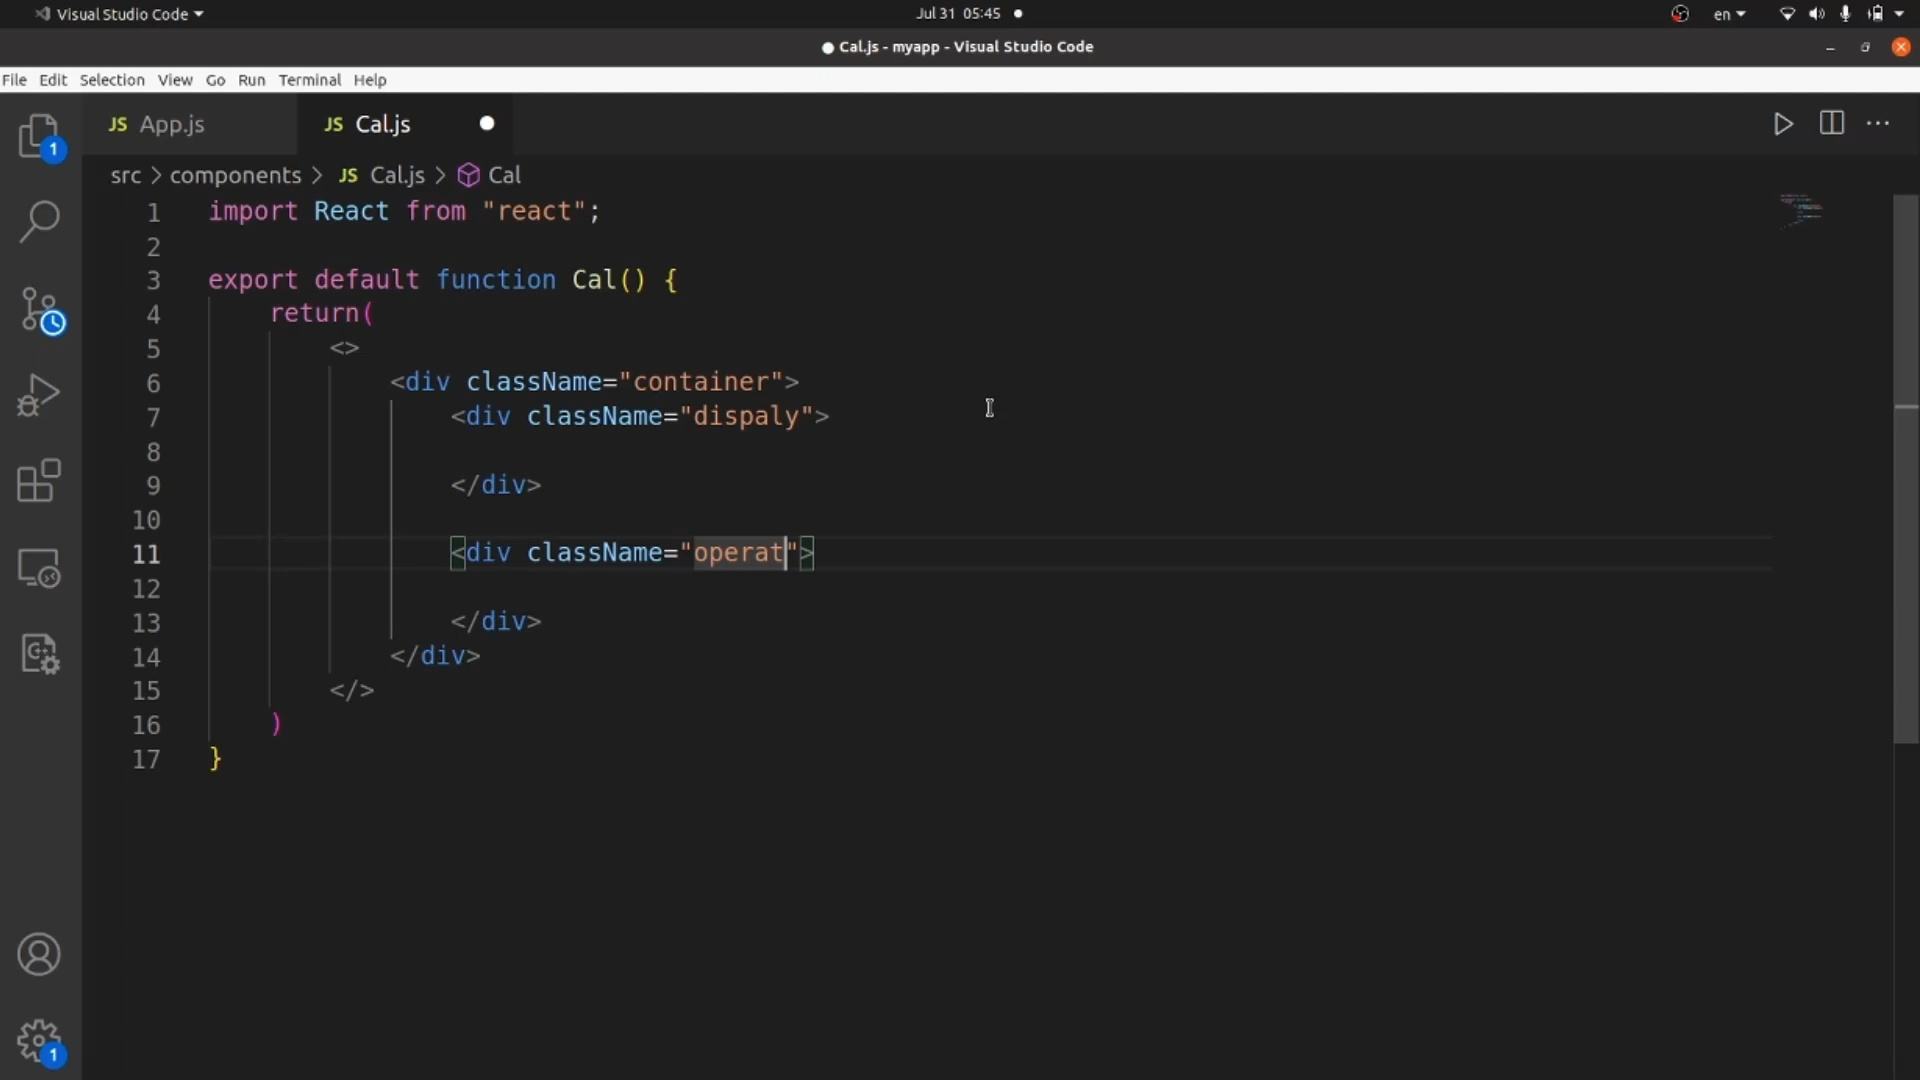 Visual Studio Code
Jul 31 05:45
en
Cal.js - myapp - Visual Studio Code
File Edit Selection View Go Run Terminal Help
1
JS App.js
JS Cal.js
src > components > JS Cal.js > Cal
1 import React from "react";
2
3 export default function Cal() {
4 return(
5 <>
6 <div className="container">
7 <div className="dispaly">
8
9 </div>
10
11 <div className="operat">
12
13 </div>
14 </div>
15 </>
16 )
17 }
1